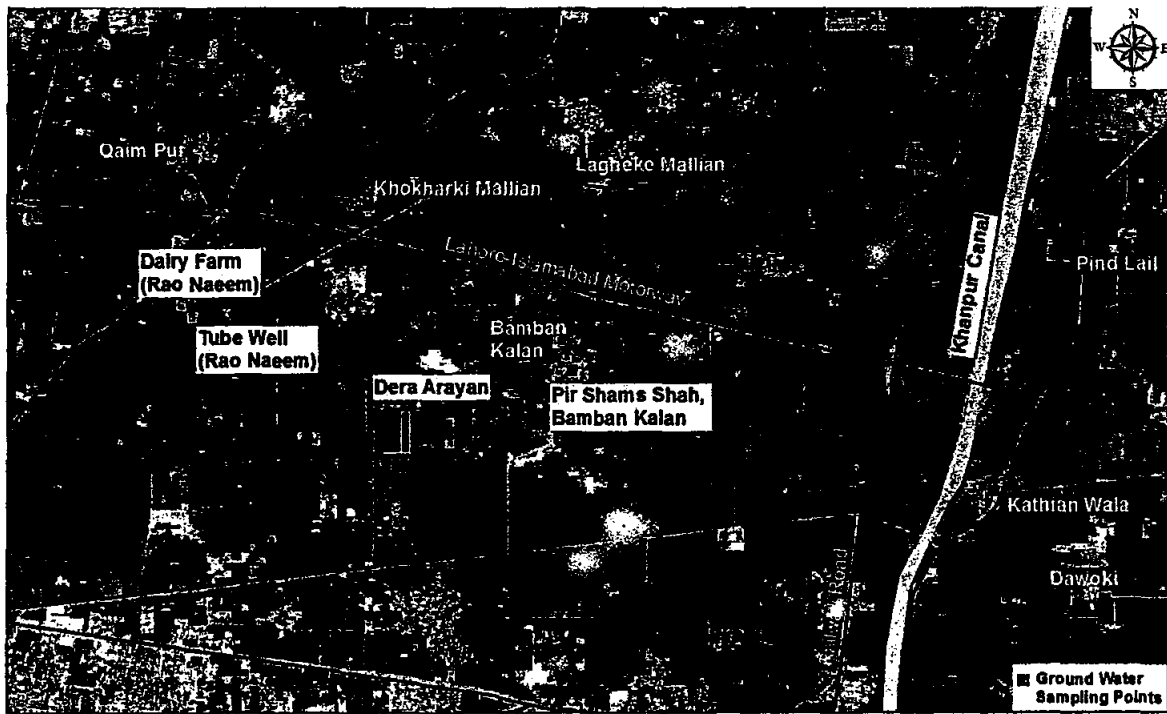 N
W E
S
Qaim Pur
Lagheke Mallian
Khokharki Mallian
Lahore-Islamabad Motorway
Khanpur Canal
Pind Lail
Dairy Farm
(Rao Naeem)
Tube Well
(Rao Naeem)
Bamban
Kalan
Dera Arayan
Pir Shams Shah,
Bamban Kalan
Kathian Wala
Dawoki
Road
Ground Water
Sampling Points